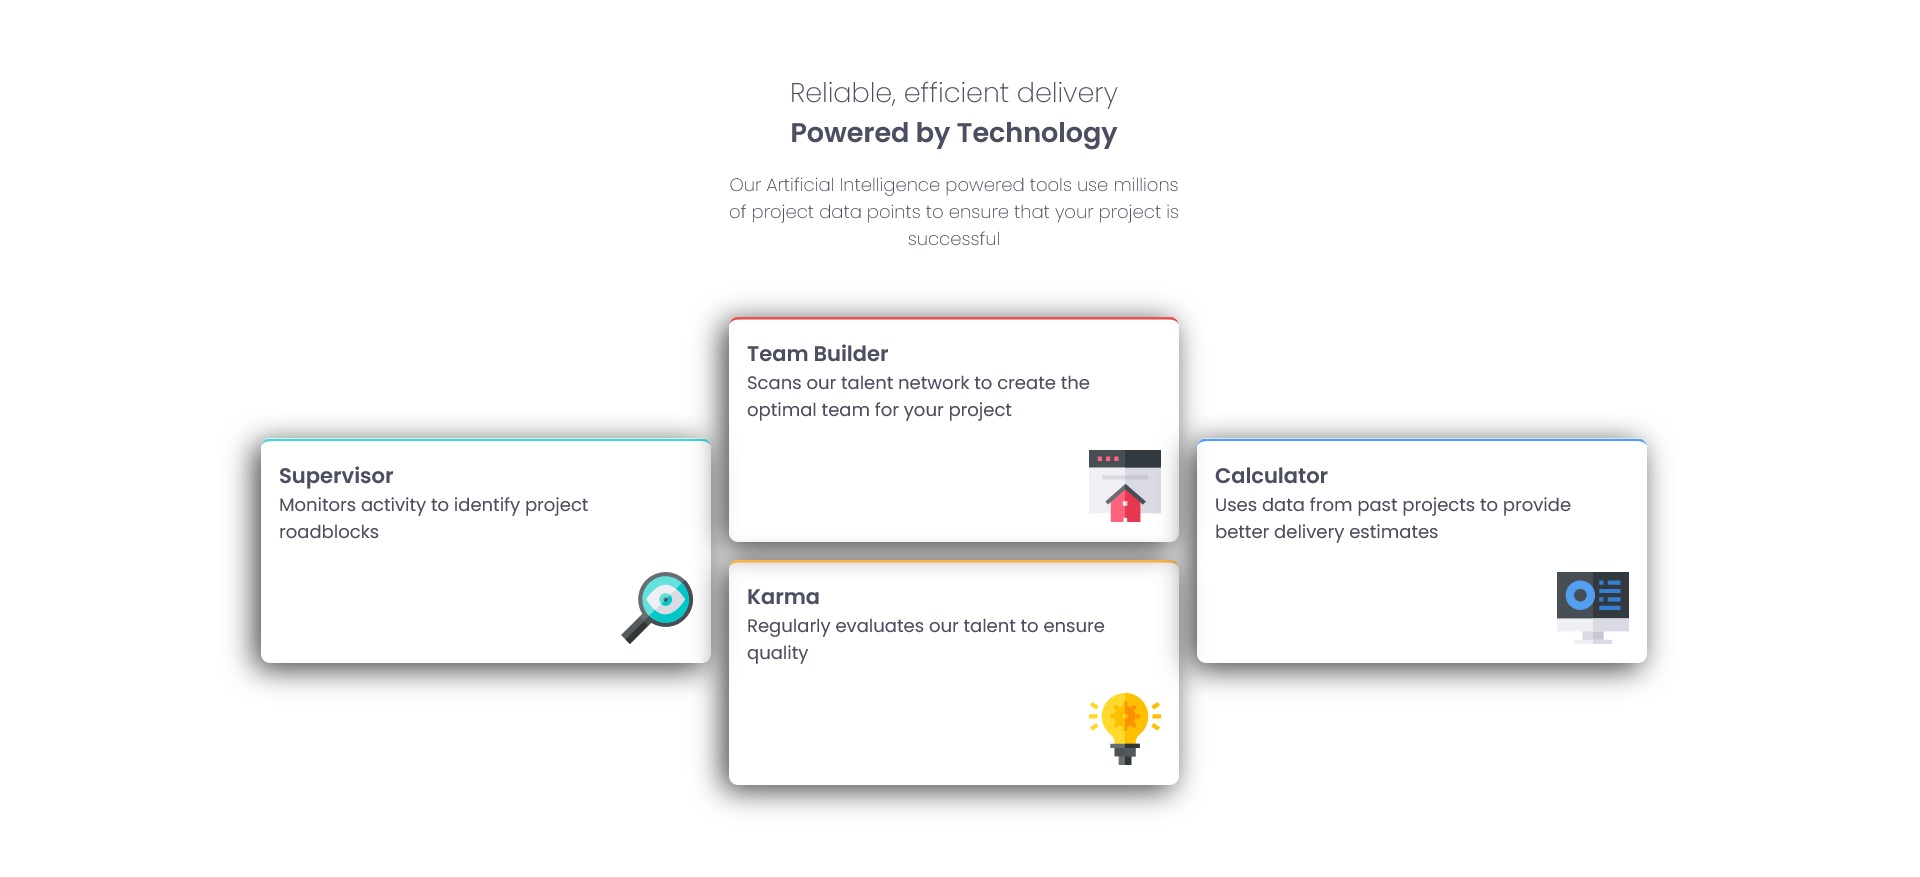 Reliable, efficient delivery
Powered by Technology
Our Artificial Intelligence powered tools use millions
of project data points to ensure that your project is
successful
Supervisor
Monitors activity to identify project
roadblocks
Team Builder
Scans our talent network to create the
optimal team for your project
Karma
Regularly evaluates our talent to ensure
quality
Calculator
Uses data from past projects to provide
better delivery estimates